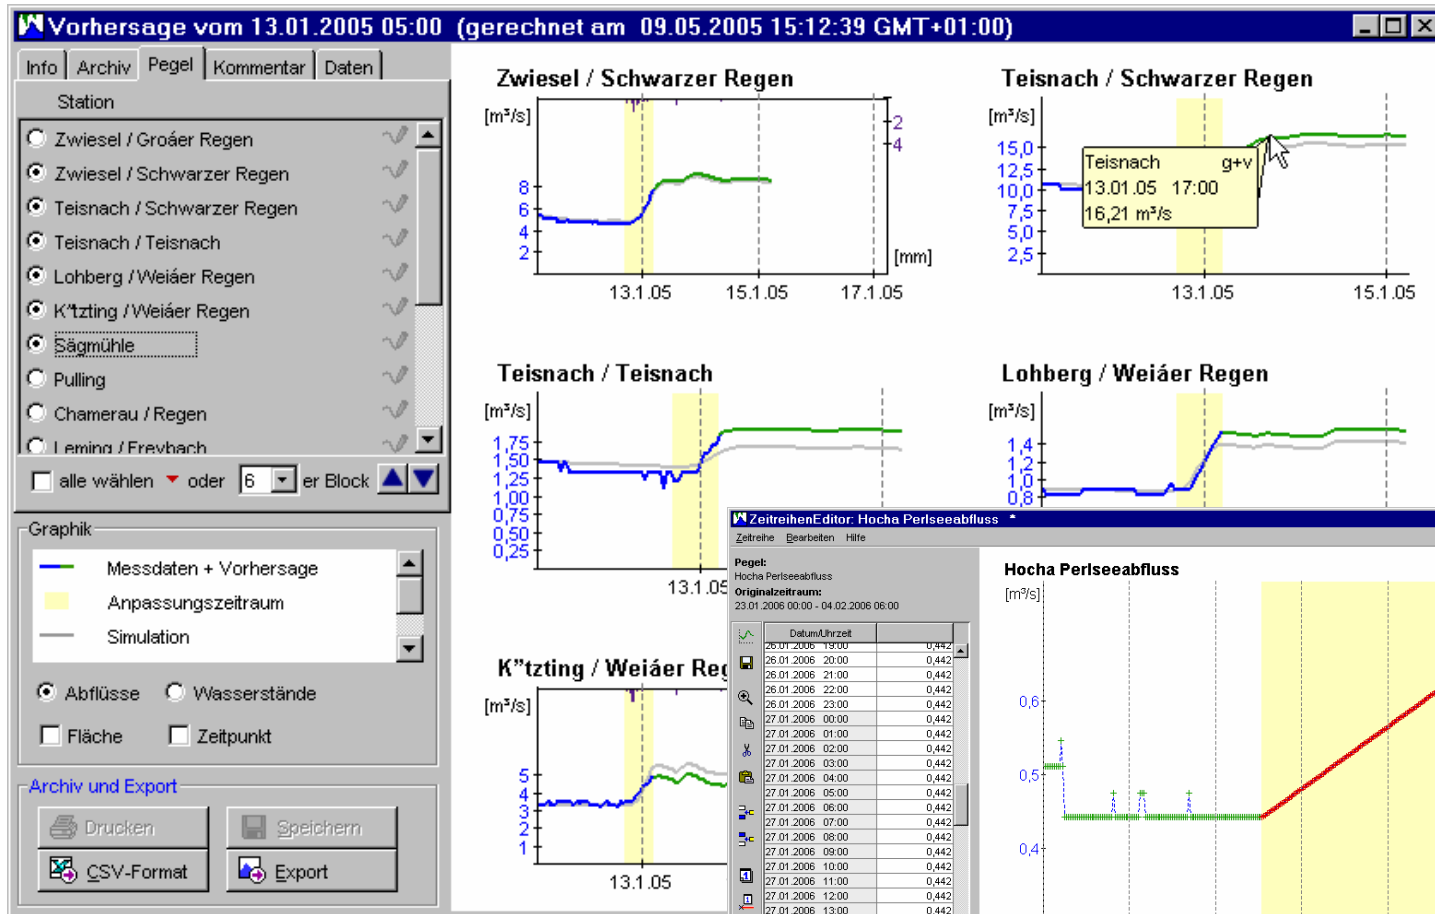 Vorhersage vom 13.01.2005 05:00  (gerechnet am  09.05.2005 15:12:39 GMT+01:00)
Info Archiv Pegel Kommentar Daten
Station
Zwiesel / Groáer Regen
Zwiesel / Schwarzer Regen
Teisnach / Schwarzer Regen
Teisnach / Teisnach
Lohberg / Weiáer Regen
K"tzting / Weiáer Regen
Sägmühle
Pulling
Chamerau / Regen
Leming / Freybach
alle wählen oder 6 er Block
Graphik
Messdaten + Vorhersage
Anpassungszeitraum
Simulation
Abflüsse Wasserstände
Fläche Zeitpunkt
Archiv und Export
Drucken Speichern
CSV-Format Export
Zwiesel / Schwarzer Regen
[m³/s]
2
4
8
6
4
2
[mm]
13.1.05 15.1.05 17.1.05
Teisnach / Schwarzer Regen
[m³/s]
15,0
12,5
10,0
7,5
5,0
2,5
Teisnach g+v
13.01.05 17:00
16,21 m³/s
13.1.05 15.1.05
Teisnach / Teisnach
[m³/s]
1,75
1,50
1,25
1,00
0,75
0,50
0,25
13.1.05
Lohberg / Weiáer Regen
[m³/s]
1,4
1,2
1,0
0,8
K"tzting / Weiáer Reg
[m³/s]
5
4
3
2
1
13.1.05
ZeitreihenEditor: Hocha Perlseeabfluss *
Zeitreihe Bearbeiten Hilfe
Pegel:
Hocha Perlseeabfluss
Originalzeitraum:
23.01.2006 00:00 - 04.02.2006 06:00
Datum/Uhrzeit
26.01.2006 19:00 0,442
26.01.2006 20:00 0,442
26.01.2006 21:00 0,442
26.01.2006 22:00 0,442
26.01.2006 23:00 0,442
27.01.2006 00:00 0,442
27.01.2006 01:00 0,442
27.01.2006 02:00 0,442
27.01.2006 03:00 0,442
27.01.2006 04:00 0,442
27.01.2006 05:00 0,442
27.01.2006 06:00 0,442
27.01.2006 07:00 0,442
27.01.2006 08:00 0,442
27.01.2006 09:00 0,442
27.01.2006 10:00 0,442
27.01.2006 11:00 0,442
27.01.2006 12:00 0,442
27.01.2006 13:00 0,442
Hocha Perlseeabfluss
[m³/s]
0,6
0,5
0,4